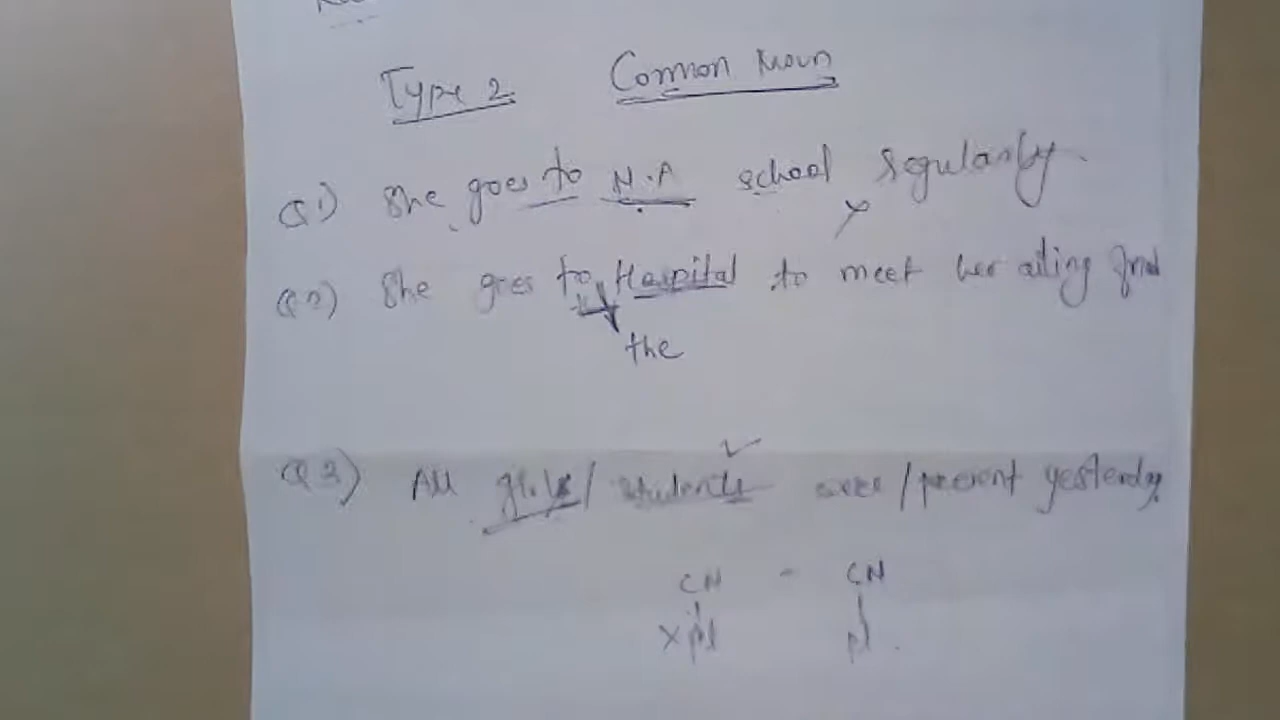 Type 2 Common Noun
Q1) She goes to N.A school regularly.
x
Q2) She goes to Hospital to meet her ailing frnd
the
Q3) All girls / students were / present yesterday.
CN - CN
x pl pl.